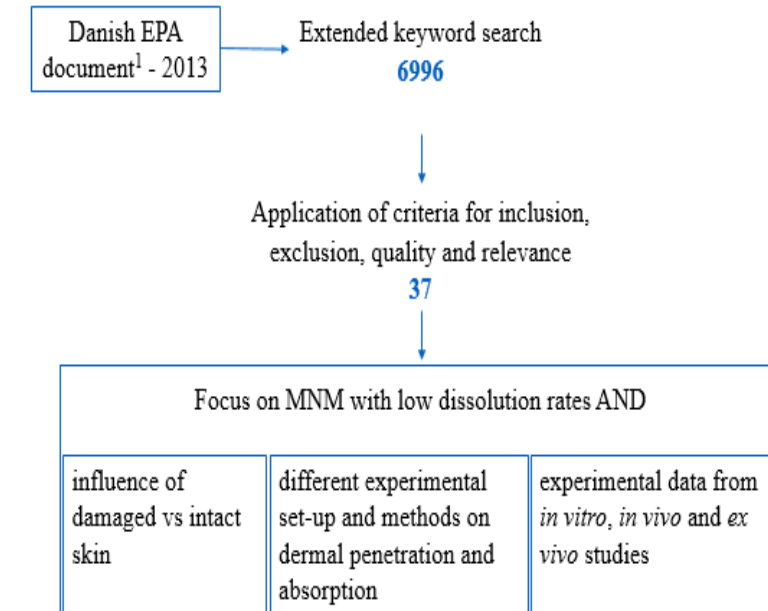 Danish EPA
document¹ - 2013
Extended keyword search
6996
Application of criteria for inclusion,
exclusion, quality and relevance
37
Focus on MNM with low dissolution rates AND
influence of
damaged vs intact
skin
different experimental
set-up and methods on
dermal penetration and
absorption
experimental data from
in vitro, in vivo and ex
vivo studies